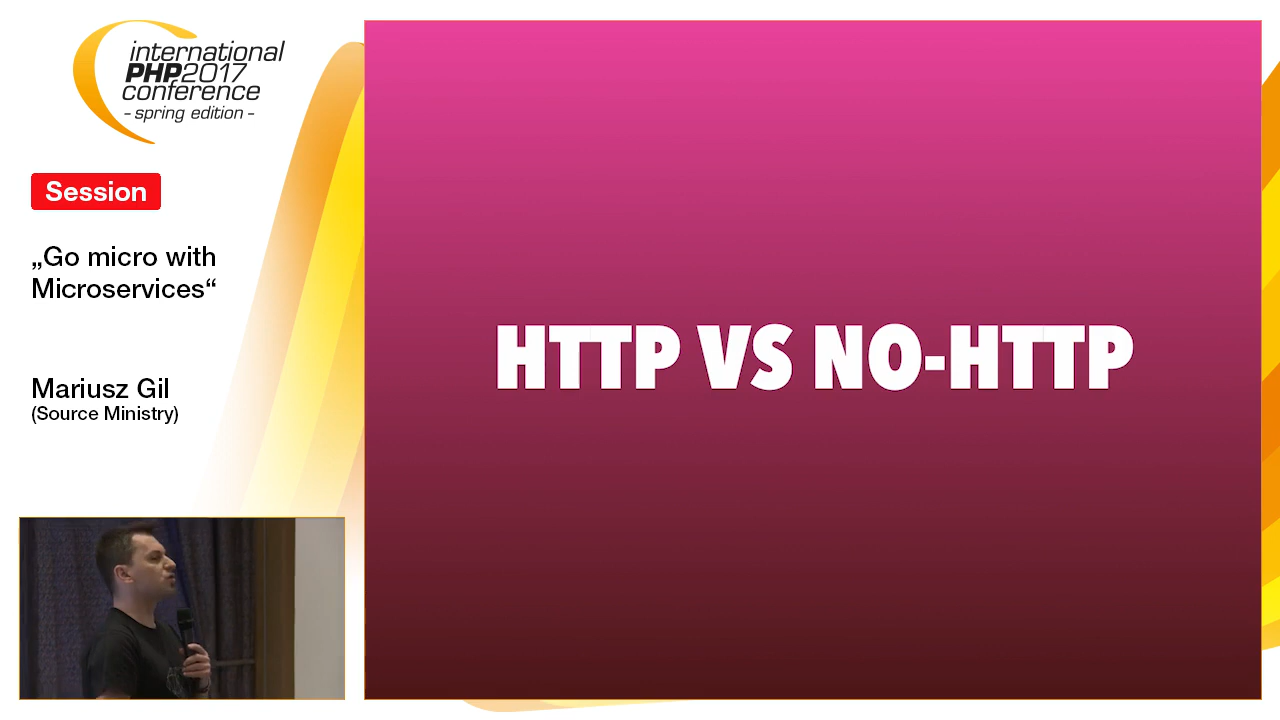 international
PHP2017
conference
- spring edition -
Session
„Go micro with
Microservices“
Mariusz Gil
(Source Ministry)
HTTP VS NO-HTTP